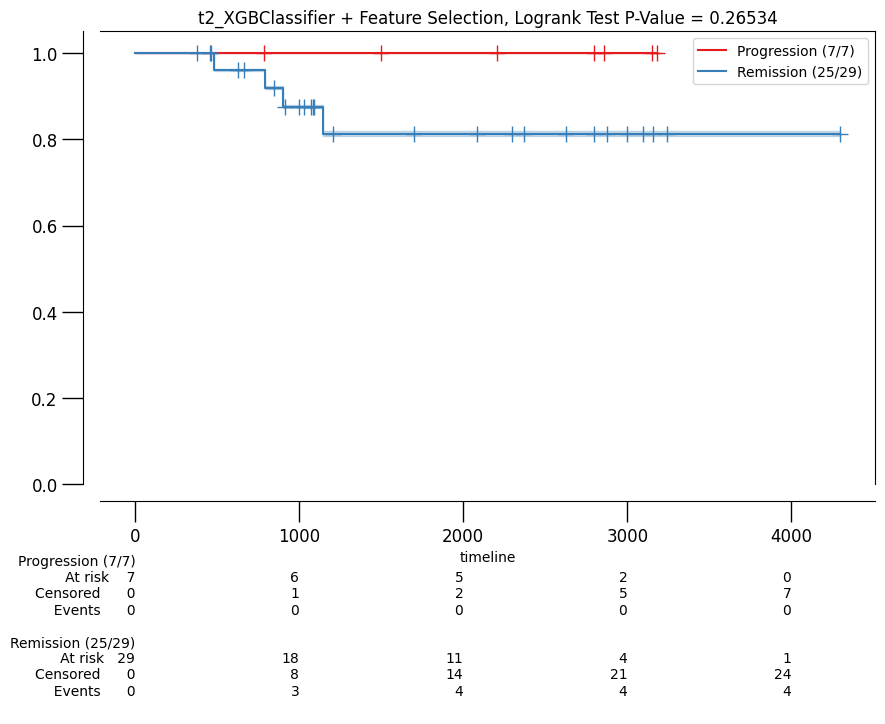 t2_XGBClassifier + Feature Selection, Logrank Test P-Value = 0.26534
Progression (7/7)
Remission (25/29)
1.0
0.8
0.6
0.4
0.2
0.0
0 1000 2000 3000 4000
timeline
Progression (7/7)
At risk 7 6 5 2 0
Censored 0 1 2 5 7
Events 0 0 0 0 0
Remission (25/29)
At risk 29 18 11 4 1
Censored 0 8 14 21 24
Events 0 3 4 4 4